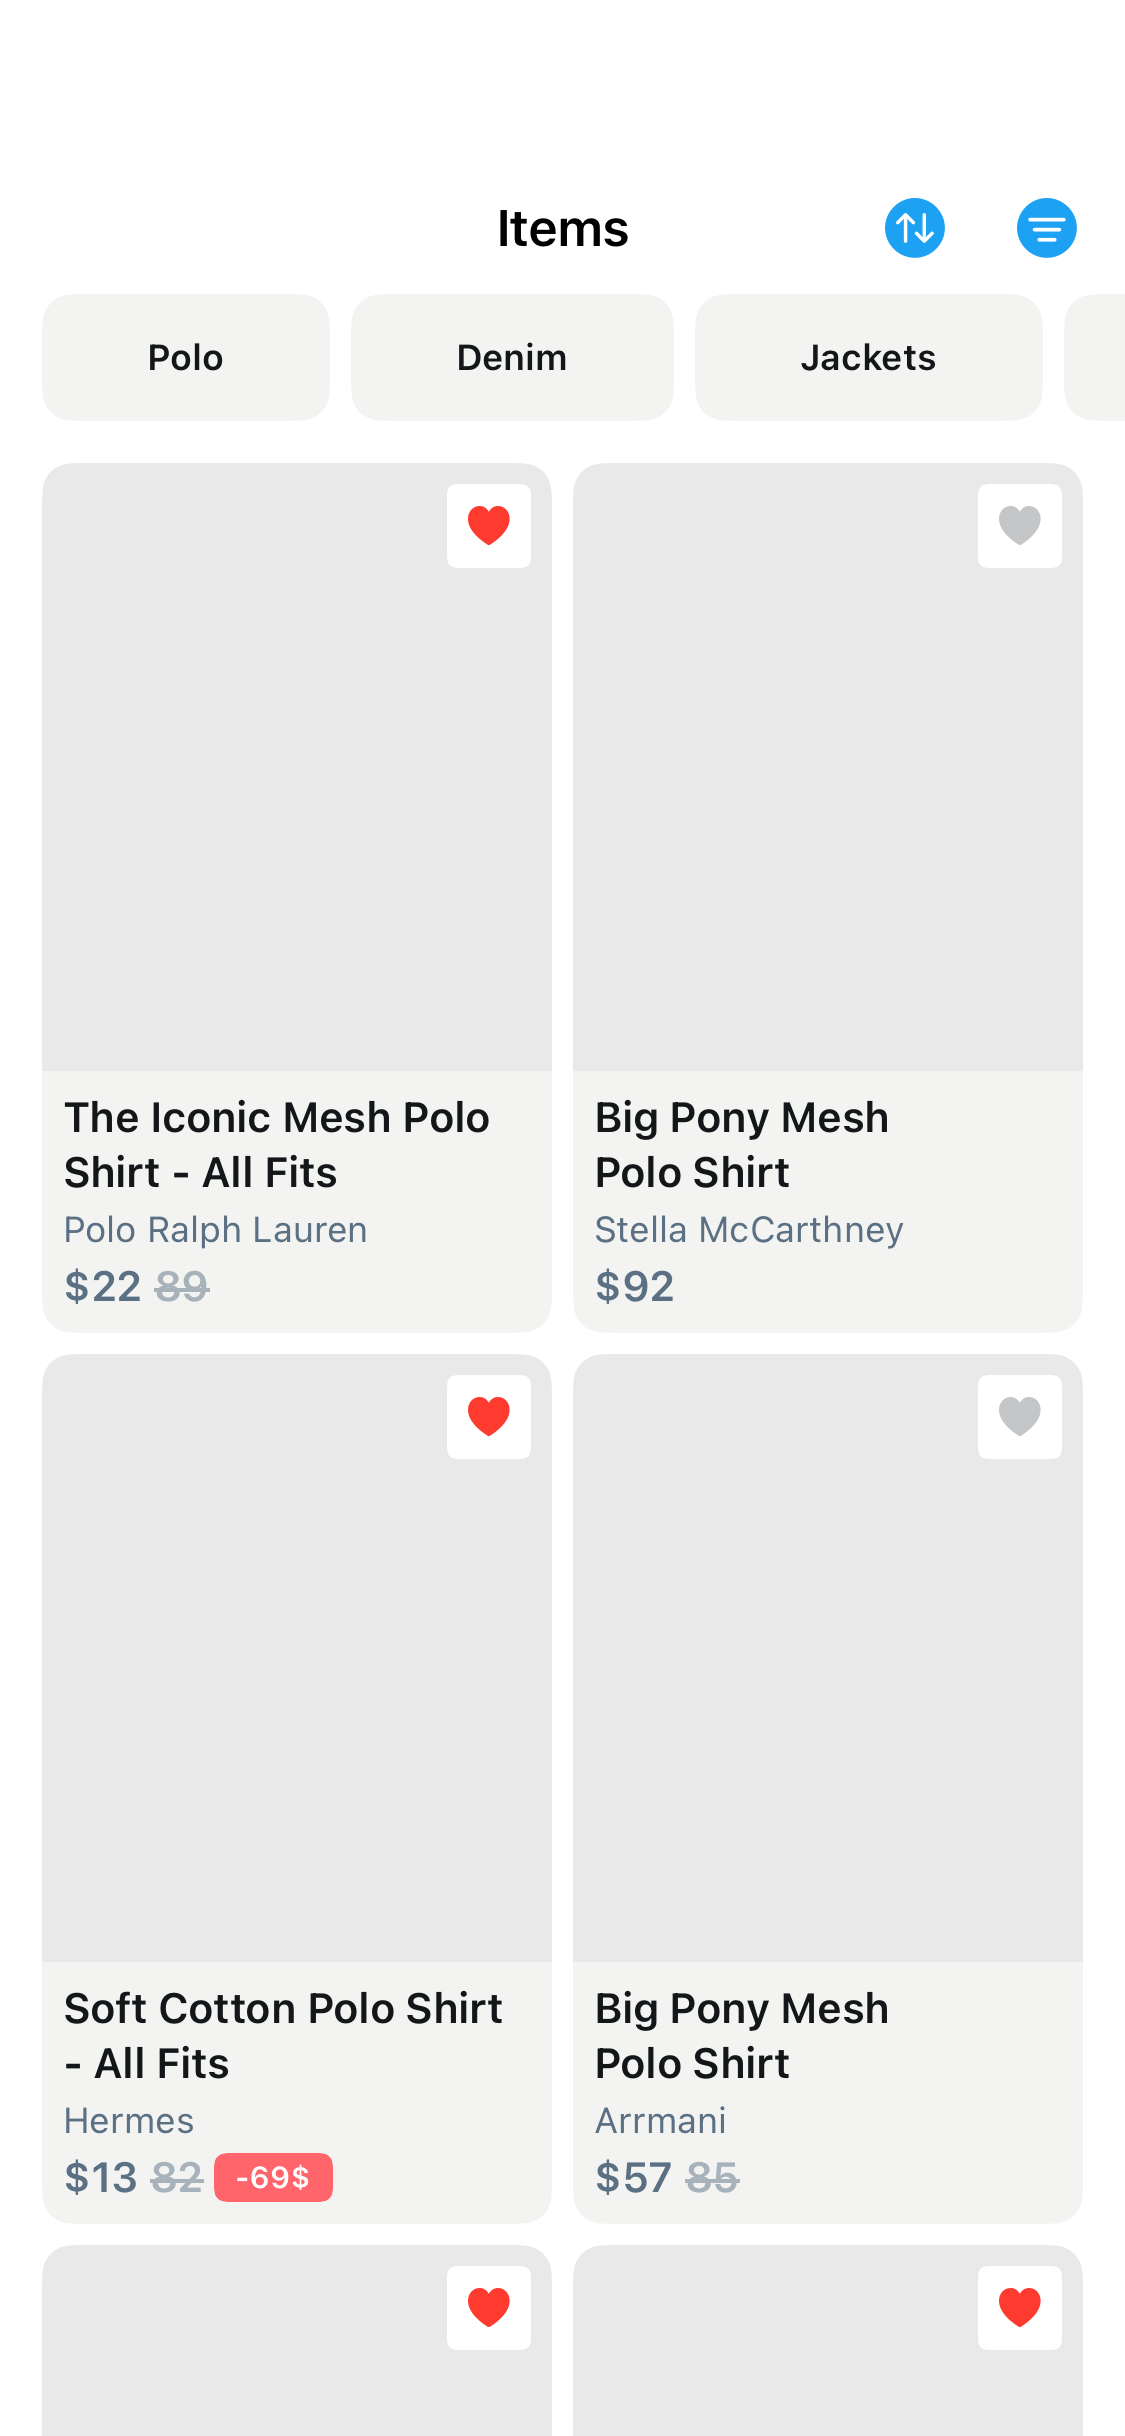 Items
Polo
Denim
Jackets
The Iconic Mesh Polo
Shirt - All Fits
Polo Ralph Lauren
$22 89
Big Pony Mesh
Polo Shirt
Stella McCarthney
$92
Soft Cotton Polo Shirt
- All Fits
Hermes
$13 82 -69$
Big Pony Mesh
Polo Shirt
Arrmani
$57 85